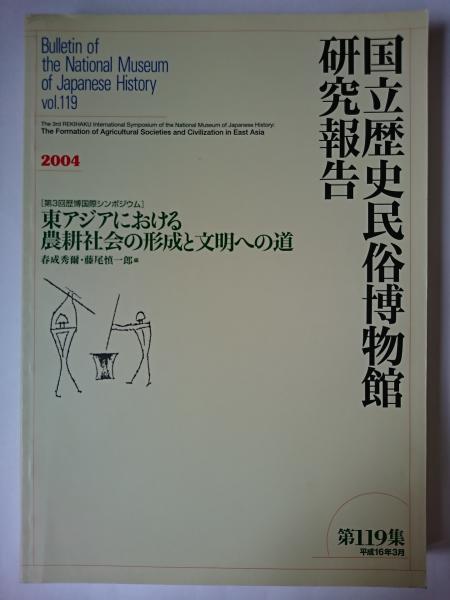 Bulletin of
the National Museum
of Japanese History
vol.119
The 3rd REKIHAKU International Symposium of the National Museum of Japanese History:
The Formation of Agricultural Societies and Civilization in East Asia
2004
[第3回歴博国際シンポジウム]
東アジアにおける
農耕社会の形成と文明への道
春成秀爾・藤尾慎一郎 編
国立歴史民俗博物館
研究報告
第119集
平成16年3月